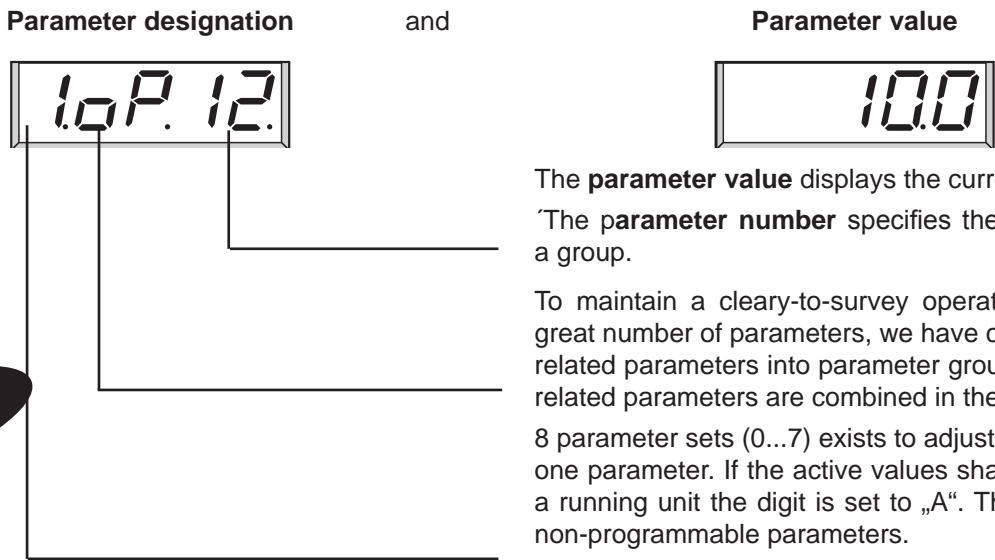 Parameter designation and Parameter value
1.oP.12.
10.0
The parameter value displays the curr
´The parameter number specifies the
a group.
To maintain a cleary-to-survey operat
great number of parameters, we have c
related parameters into parameter grou
related parameters are combined in the
8 parameter sets (0...7) exists to adjust
one parameter. If the active values sha
a running unit the digit is set to „A“. Th
non-programmable parameters.